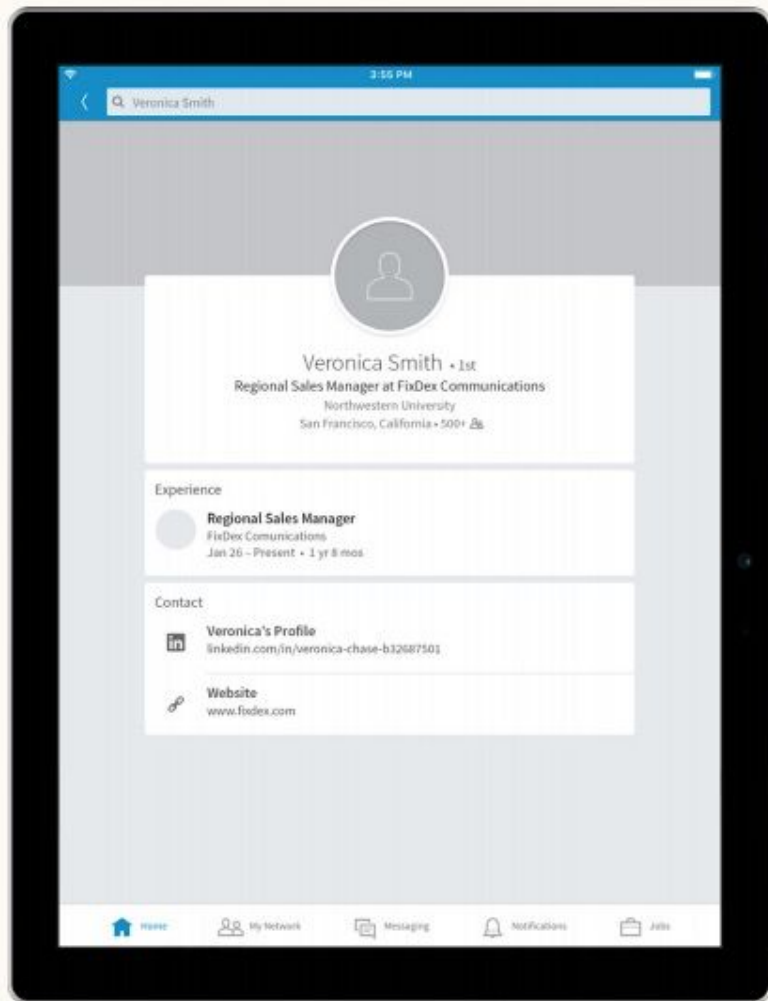 3:55 PM
Veronica Smith
Veronica Smith • 1st
Regional Sales Manager at FixDex Communications
Northwestern University
San Francisco, California • 500+
Experience
Regional Sales Manager
FixDex Comunications
Jan 26 - Present • 1 yr 8 mos
Contact
in
Veronica's Profile
linkedin.com/in/veronica-chase-b32687501
Website
www.fixdex.com
Home My Network Messaging Notifications Jobs